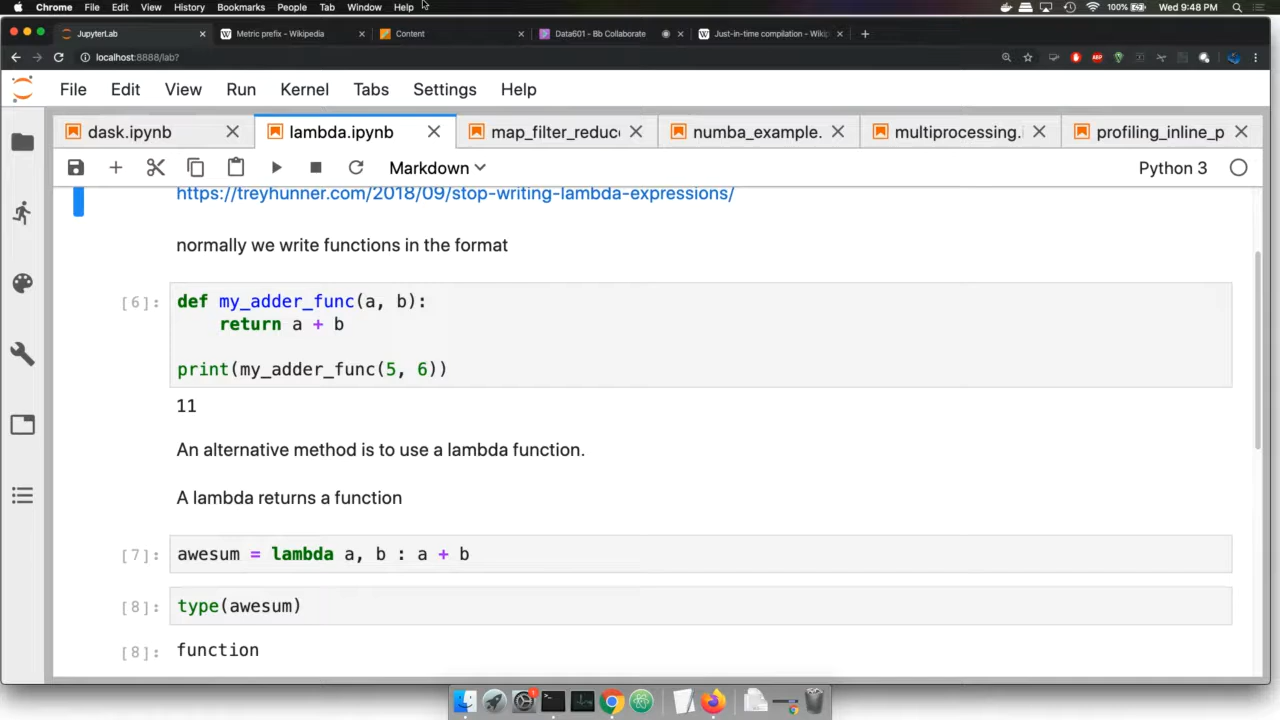 Chrome File Edit View History Bookmarks People Tab Window Help 100% Wed 9:48 PM
JupyterLab Metric prefix - Wikipedia Content Data601 - Bb Collaborate Just-in-time compilation - Wiki
localhost:8888/lab?
File Edit View Run Kernel Tabs Settings Help
dask.ipynb lambda.ipynb map_filter_reduc numba_example. multiprocessing. profiling_inline_p
Markdown Python 3
https://treyhunner.com/2018/09/stop-writing-lambda-expressions/
normally we write functions in the format
[6]: def my_adder_func(a, b):
return a + b
print(my_adder_func(5, 6))
11
An alternative method is to use a lambda function.
A lambda returns a function
[7]: awesum = lambda a, b : a + b
[8]: type(awesum)
[8]: function